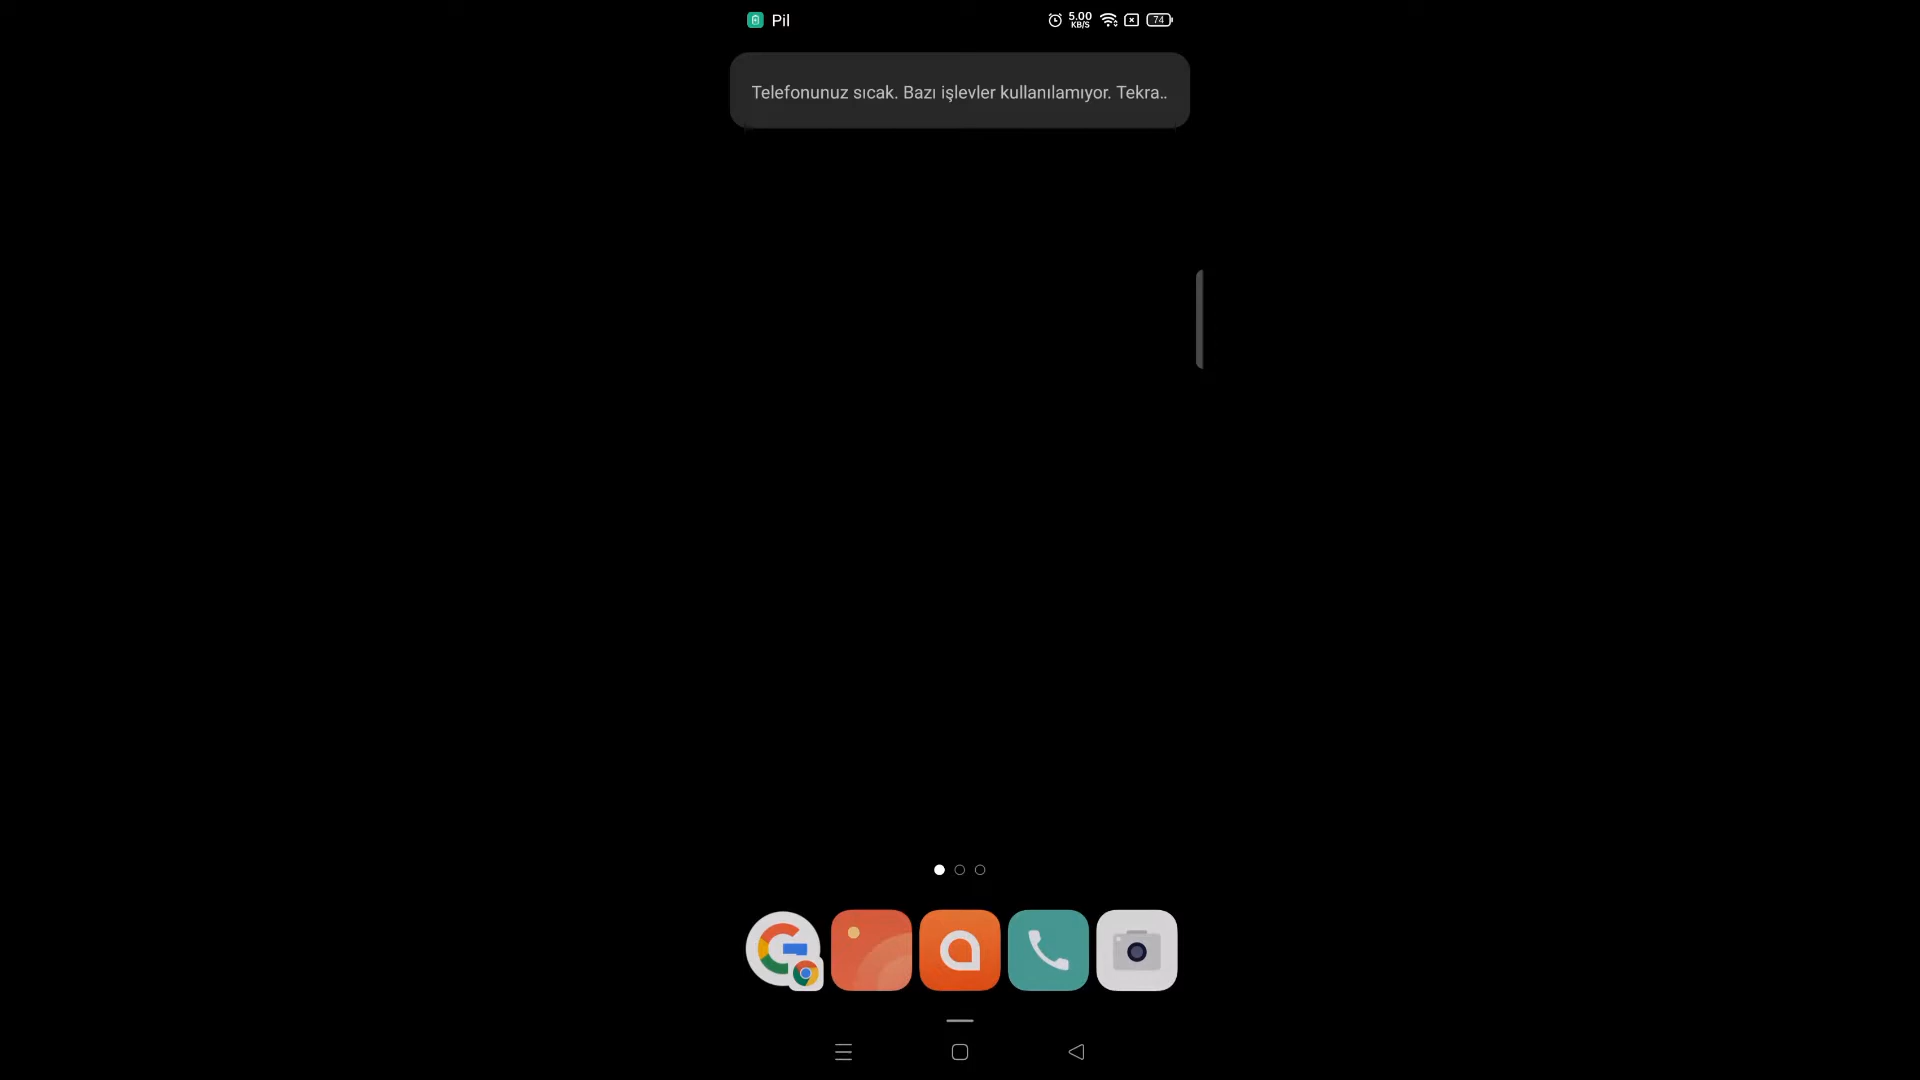 Pil
5.00
KB/S
74
Telefonunuz sıcak. Bazı işlevler kullanılamıyor. Tekra..